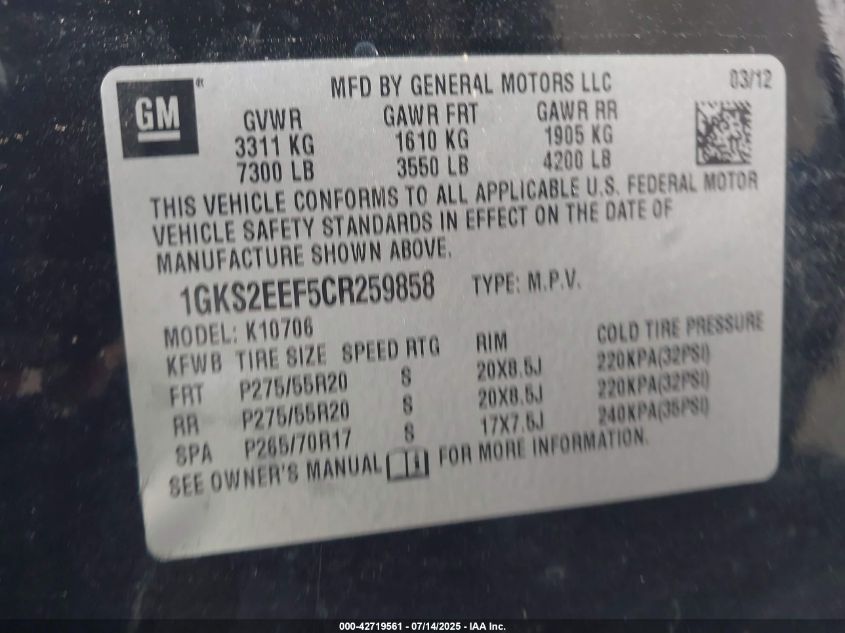 MFD BY GENERAL MOTORS LLC 03/12
GM ®
GVWR GAWR FRT GAWR RR
3311 KG 1610 KG 1905 KG
7300 LB 3550 LB 4200 LB
THIS VEHICLE CONFORMS TO ALL APPLICABLE U.S. FEDERAL MOTOR
VEHICLE SAFETY STANDARDS IN EFFECT ON THE DATE OF
MANUFACTURE SHOWN ABOVE.
1GKS2EEF5CR259858 TYPE: M.P.V.
MODEL: K10706
KFWB TIRE SIZE SPEED RTG RIM COLD TIRE PRESSURE
FRT P275/55R20 S 20X8.5J 220KPA(32PSI)
RR P275/55R20 S 20X8.5J 220KPA(32PSI)
SPA P265/70R17 S 17X7.5J 240KPA(35PSI)
SEE OWNER'S MANUAL FOR MORE INFORMATION.
000-42719561 - 07/14/2025 - IAA Inc.